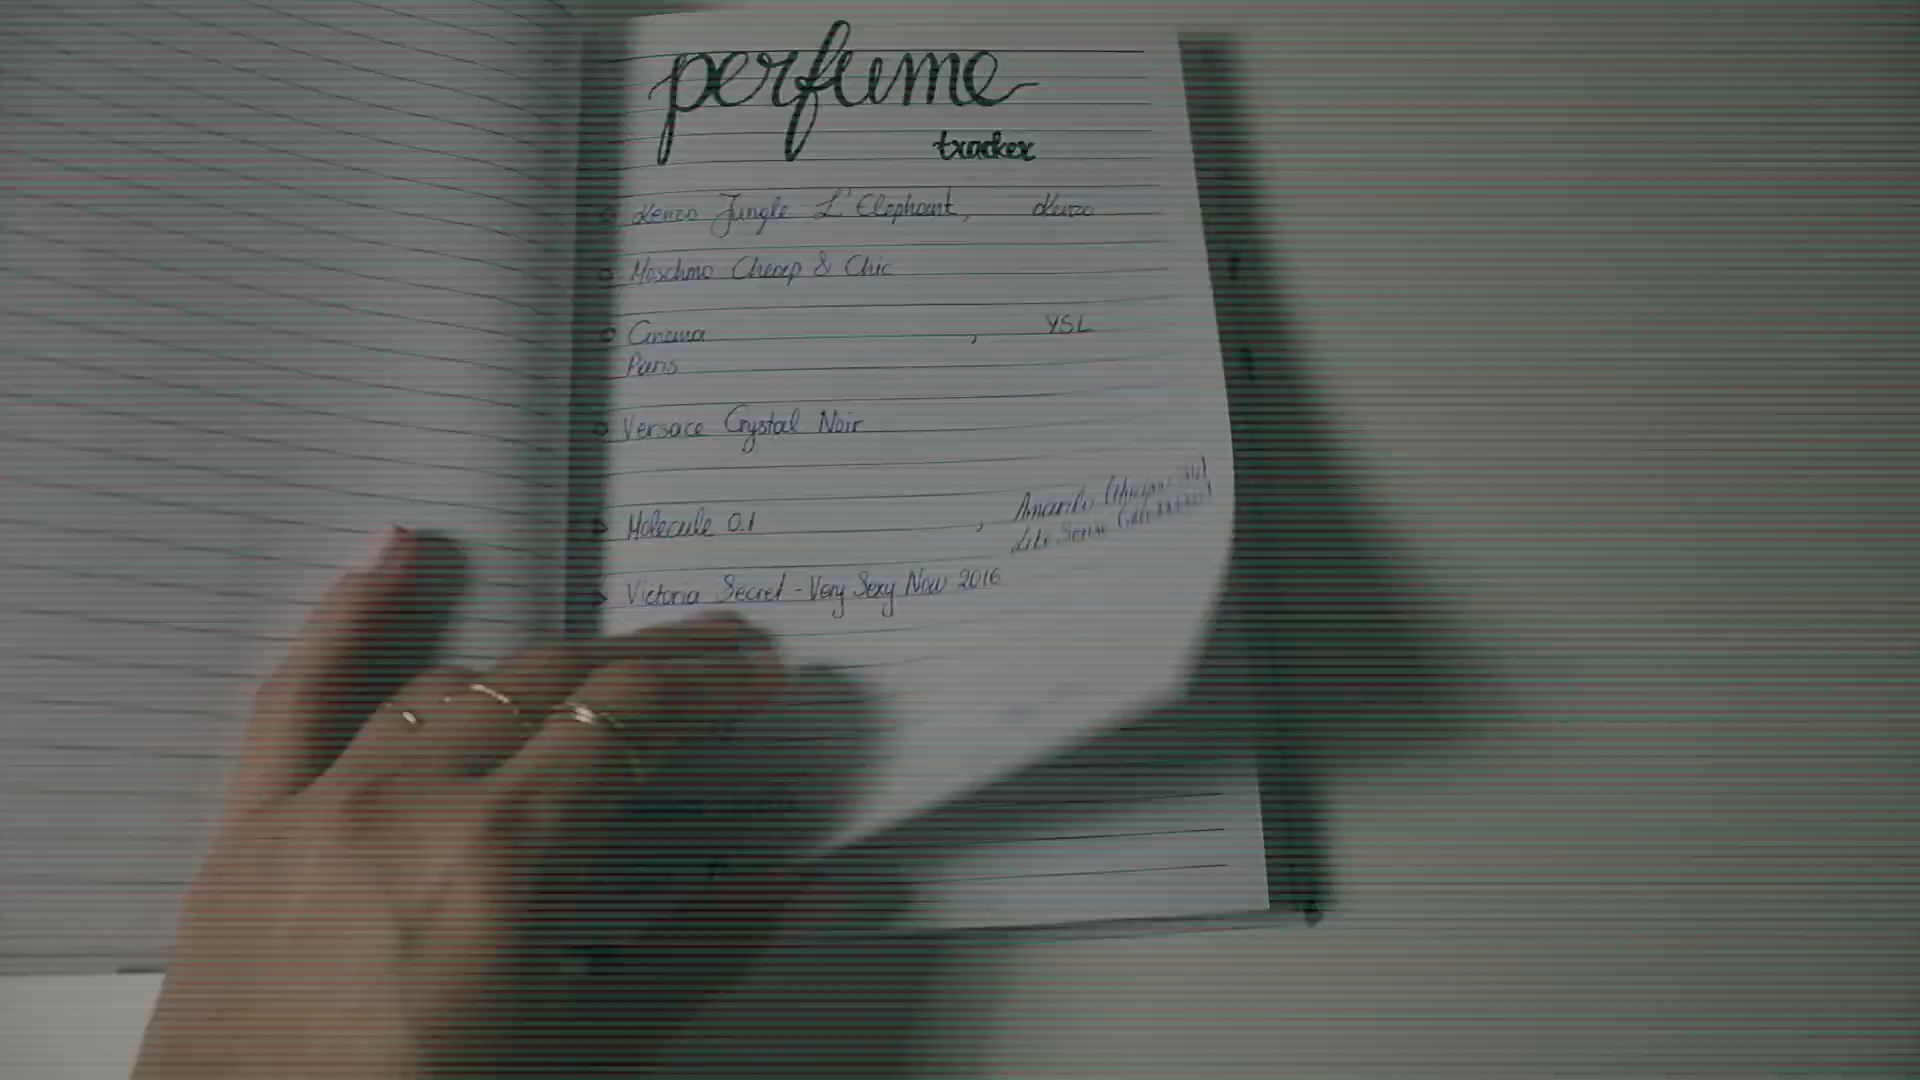 perfume
tracker
Kenzo Jungle L'Elephant, Kenzo
Moschino Cheap & Chic
Cinema , YSL
Paris
Versace Crystal Noir
Molecule 0.1 ,
Victoria Secret - Very Sexy Now 2016